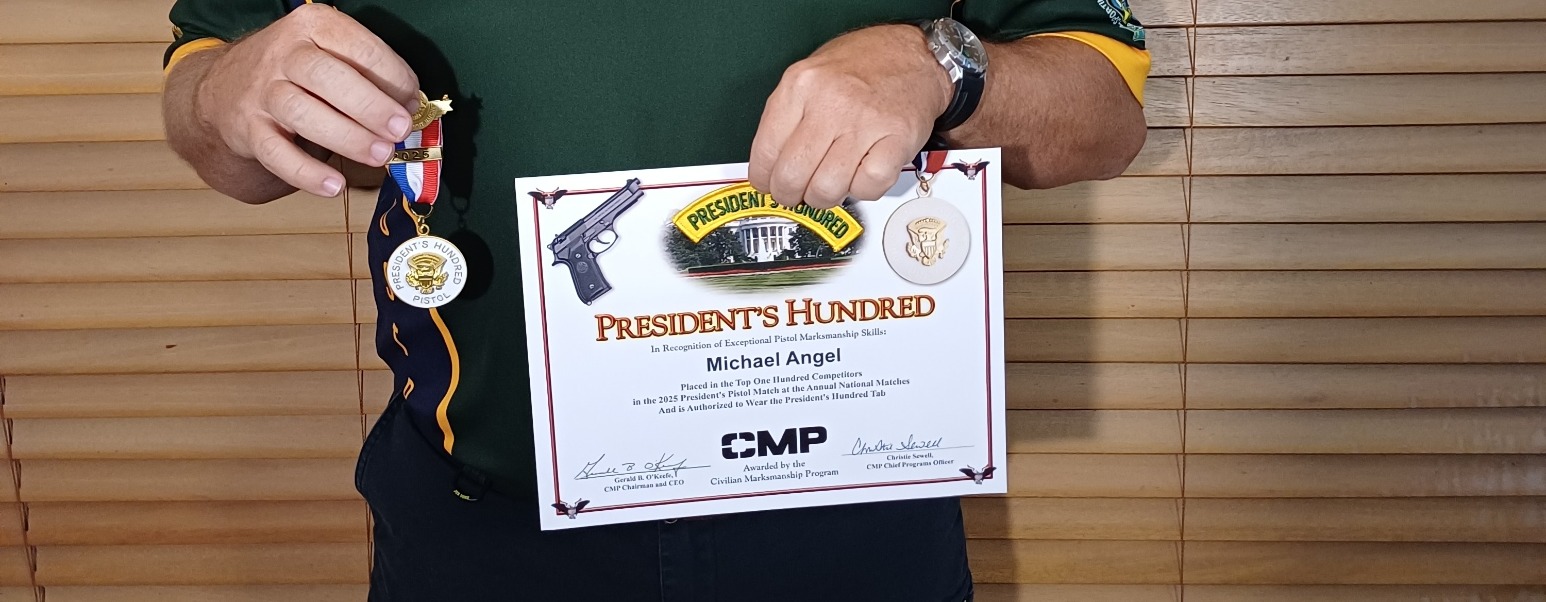 2025
PRESIDENT'S HUNDRED
PISTOL
PRESIDENT'S HUNDRED
PRESIDENT'S HUNDRED
In Recognition of Exceptional Pistol Marksmanship Skills:
Michael Angel
Placed in the Top One Hundred Competitors
in the 2025 President's Pistol Match at the Annual National Matches
And is Authorized to Wear the President's Hundred Tab
CMP
Awarded by the
Civilian Marksmanship Program
Gerald B. O'Keefe,
CMP Chairman and CEO
Christie Sewell,
CMP Chief Programs Officer